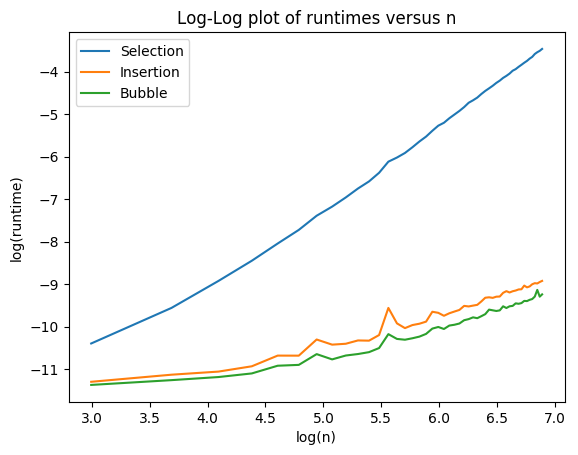 Log-Log plot of runtimes versus n
Selection
Insertion
Bubble
log(runtime)
−4
−5
−6
−7
−8
−9
−10
−11
3.0 3.5 4.0 4.5 5.0 5.5 6.0 6.5 7.0
log(n)